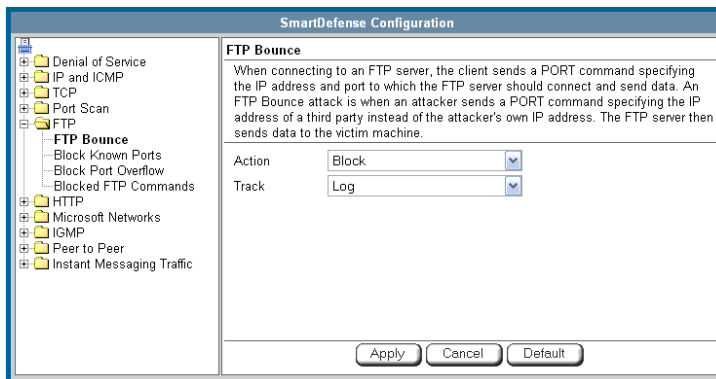 SmartDefense Configuration
Denial of Service
IP and ICMP
TCP
Port Scan
FTP
FTP Bounce
Block Known Ports
Block Port Overflow
Blocked FTP Commands
HTTP
Microsoft Networks
IGMP
Peer to Peer
Instant Messaging Traffic
FTP Bounce
When connecting to an FTP server, the client sends a PORT command specifying
the IP address and port to which the FTP server should connect and send data. An
FTP Bounce attack is when an attacker sends a PORT command specifying the IP
address of a third party instead of the attacker's own IP address. The FTP server then
sends data to the victim machine.
Action Block
Track Log
Apply Cancel Default